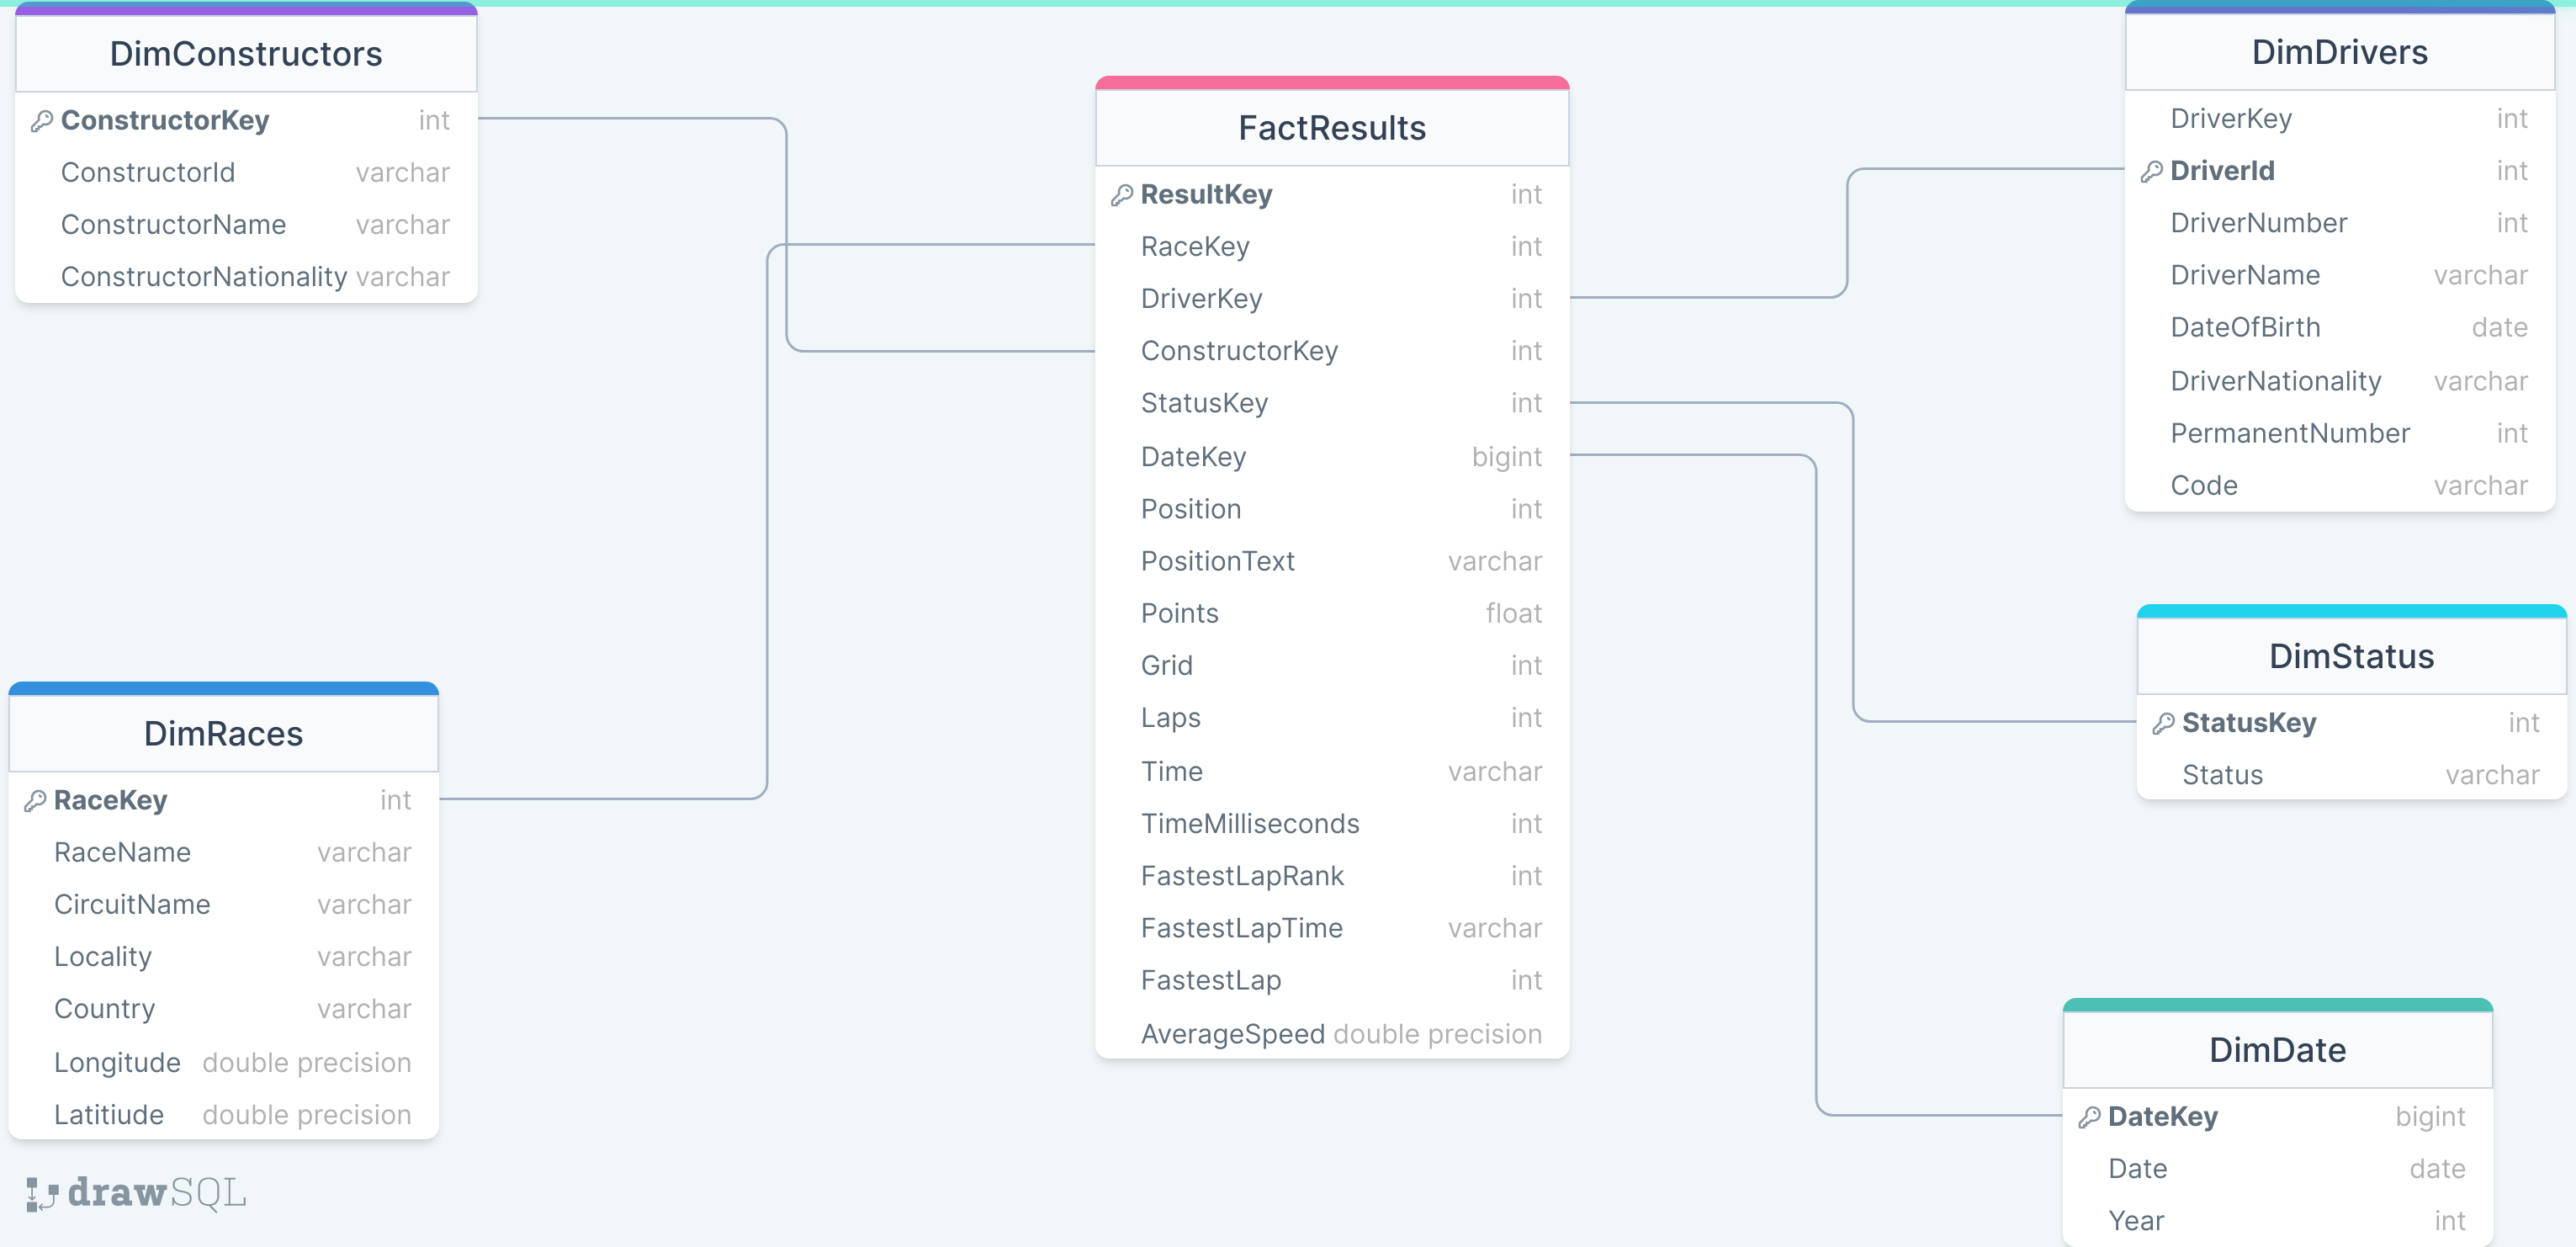 DimConstructors
ConstructorKey int
ConstructorId varchar
ConstructorName varchar
ConstructorNationality varchar
DimRaces
RaceKey int
RaceName varchar
CircuitName varchar
Locality varchar
Country varchar
Longitude double precision
Latitiude double precision
FactResults
ResultKey int
RaceKey int
DriverKey int
ConstructorKey int
StatusKey int
DateKey bigint
Position int
PositionText varchar
Points float
Grid int
Laps int
Time varchar
TimeMilliseconds int
FastestLapRank int
FastestLapTime varchar
FastestLap int
AverageSpeed double precision
DimDrivers
DriverKey int
DriverId int
DriverNumber int
DriverName varchar
DateOfBirth date
DriverNationality varchar
PermanentNumber int
Code varchar
DimStatus
StatusKey int
Status varchar
DimDate
DateKey bigint
Date date
Year int
drawSQL